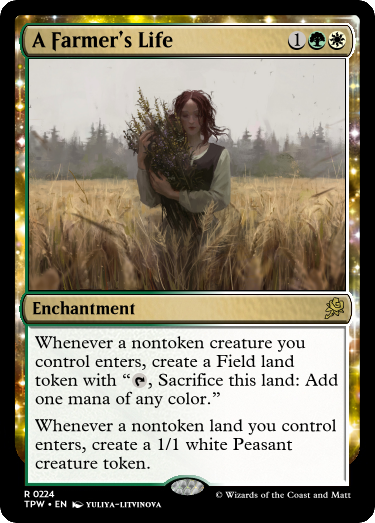 A Farmer's Life 1
Enchantment
Whenever a nontoken creature you
control enters, create a Field land
token with “, Sacrifice this land: Add
one mana of any color.”
Whenever a nontoken land you control
enters, create a 1/1 white Peasant
creature token.
R 0224
TPW • EN YULIYA-LITVINOVA
© Wizards of the Coast and Matt